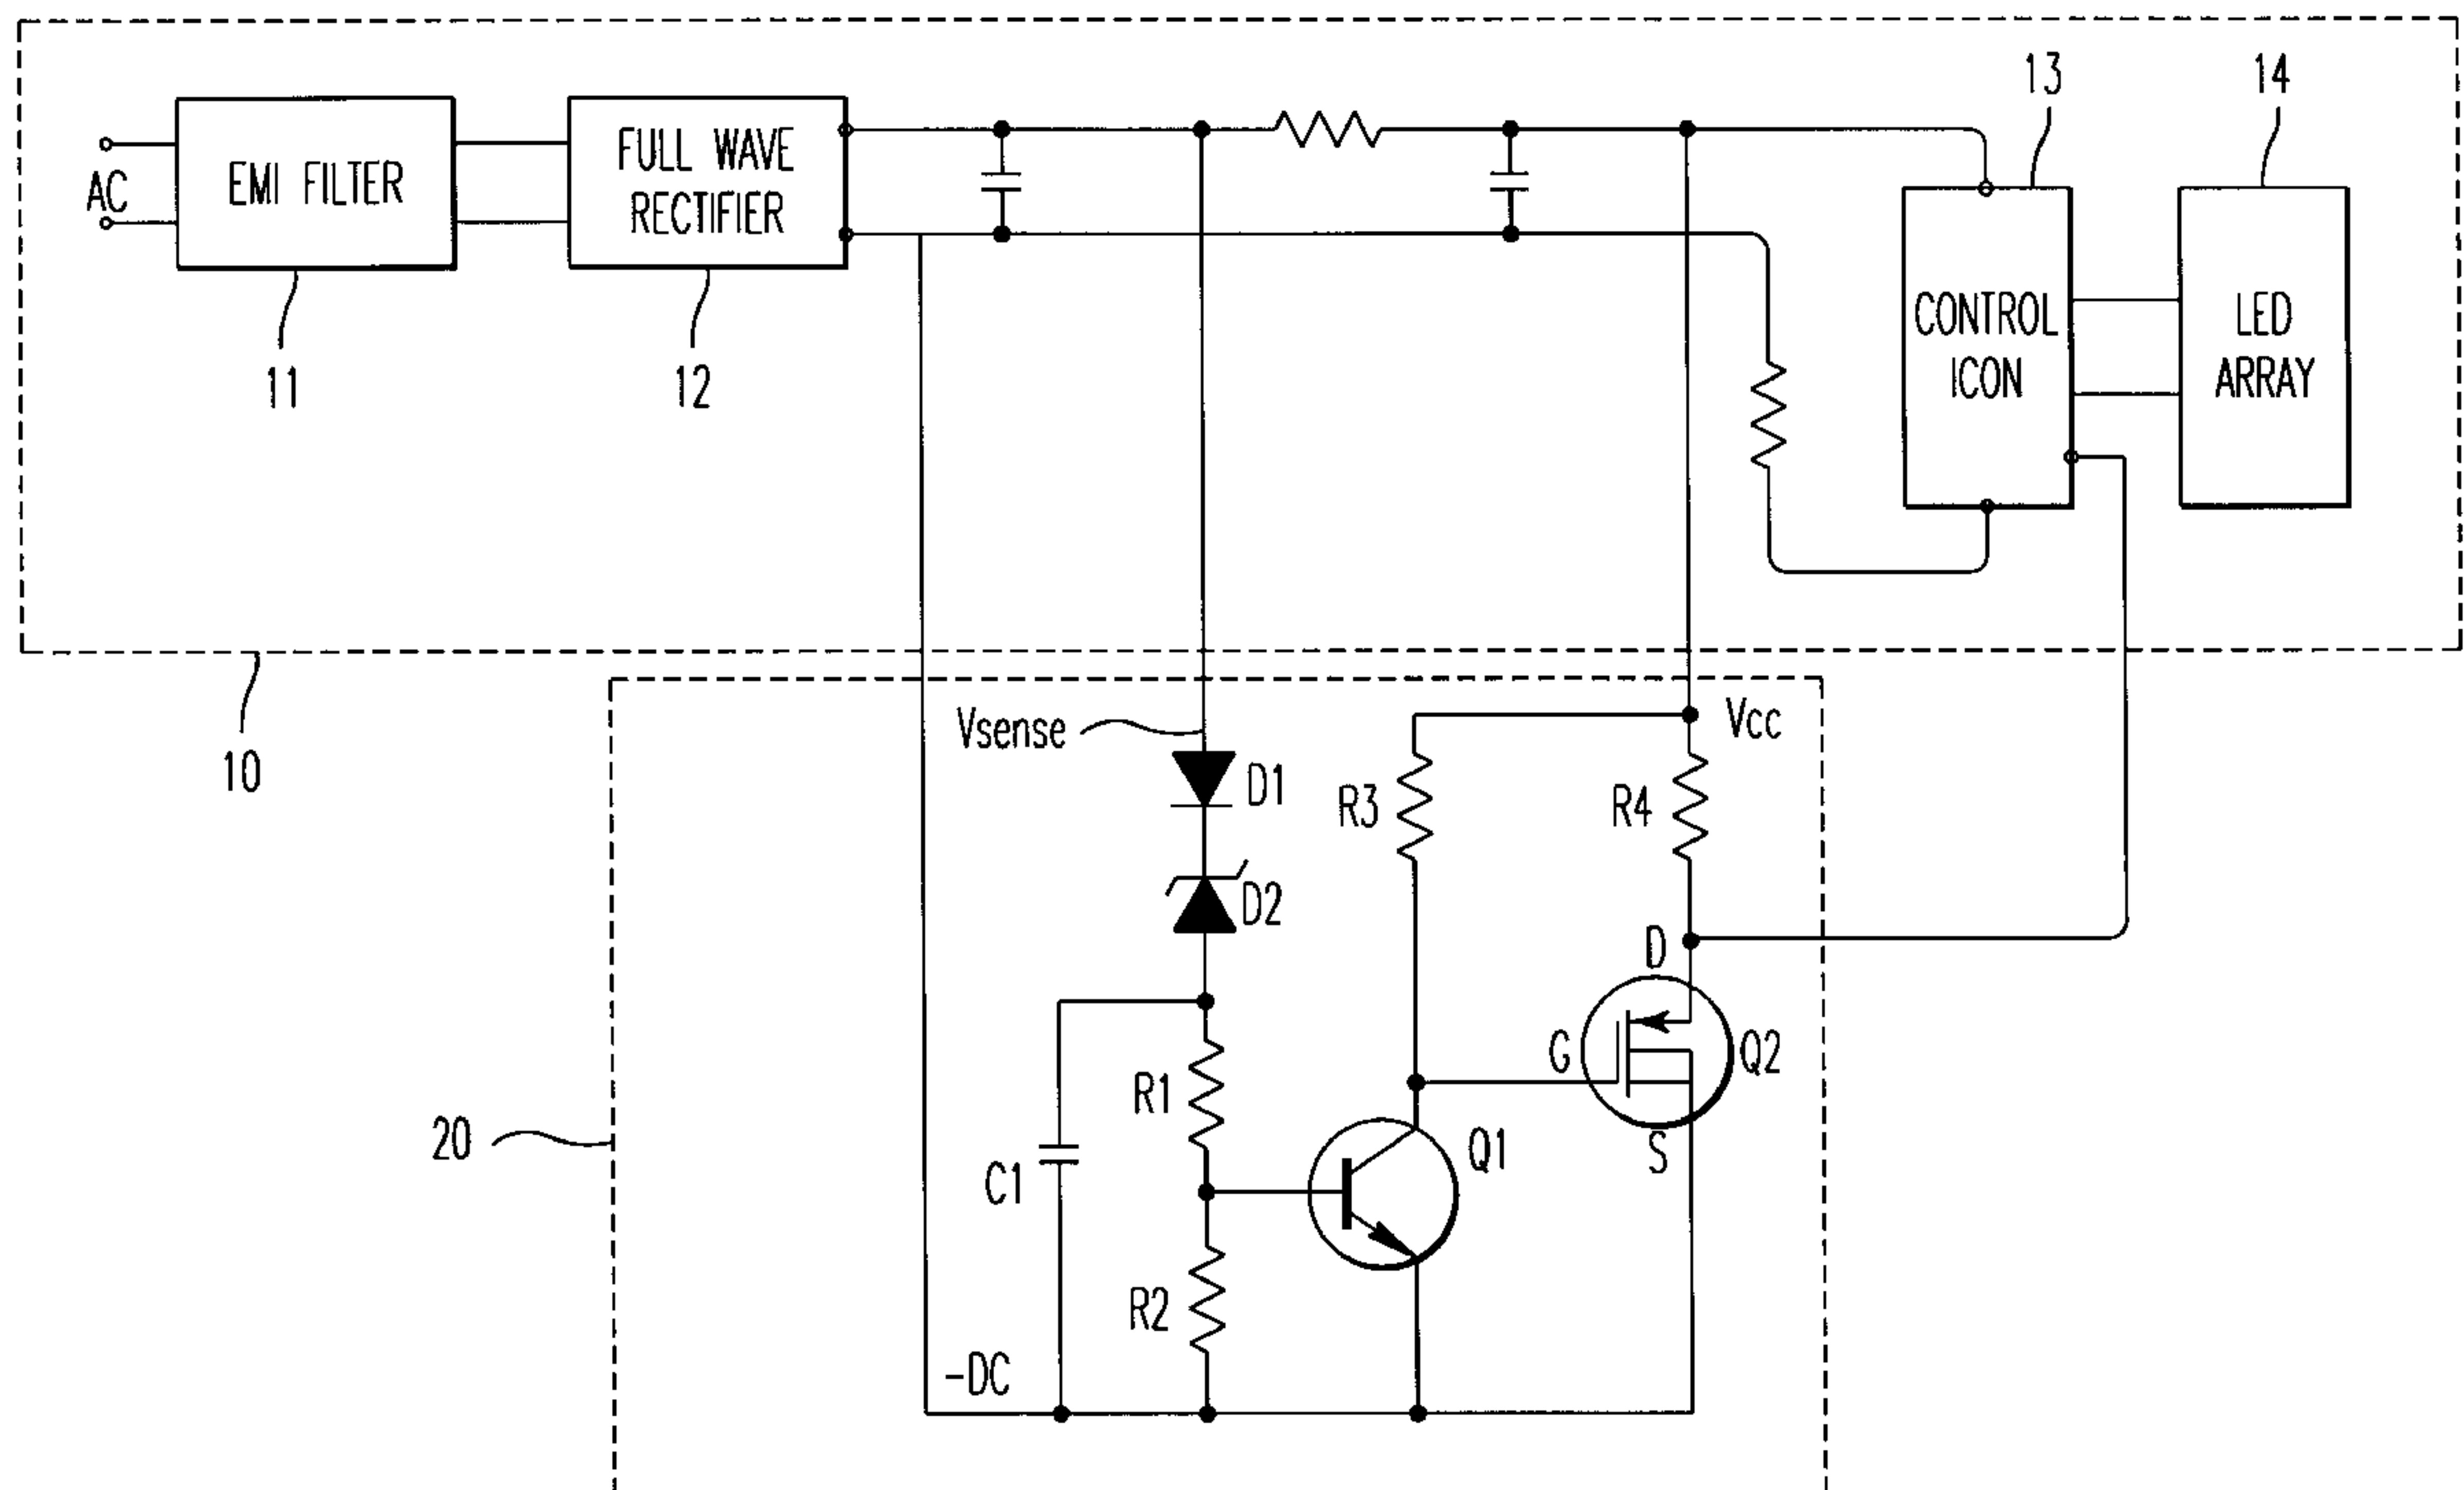 13
14
AC
EMI FILTER
FULL WAVE
RECTIFIER
CONTROL
ICON
LED
ARRAY
11
12
10
Vsense
Vcc
D1
R3
R4
D2
D
G
Q2
S
R1
Q1
20
C1
R2
-DC